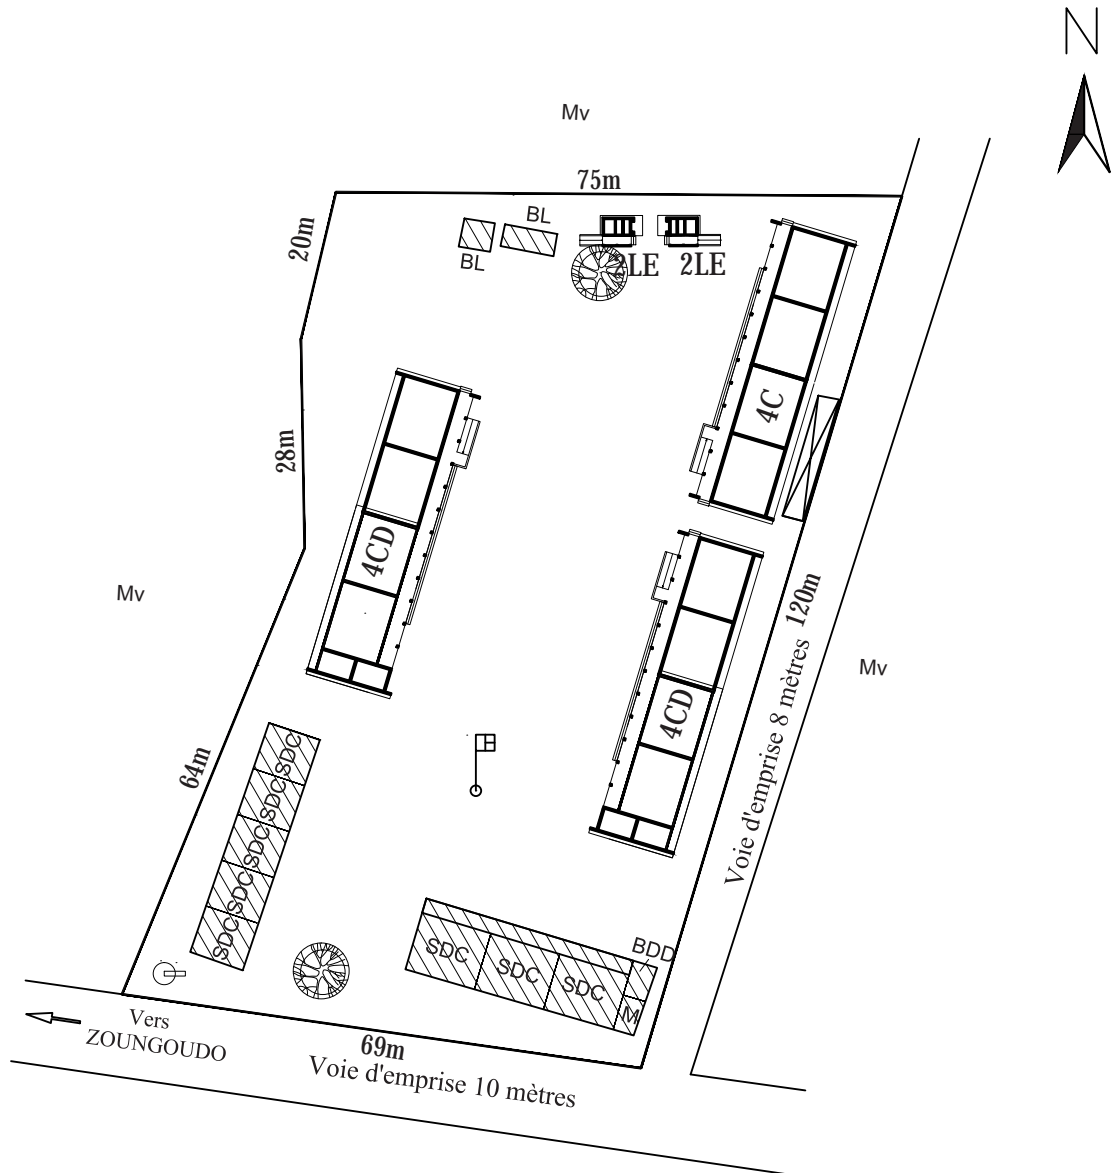 N
Mv
75m
20m
BL
BL
2LE
2LE
28m
4C
4CD
Mv
120m
Mv
4CD
Voie d'emprise 8 mètres
64m
SDC
SDC
SDC
SDC
SDC
BDD
SDC
SDC
SDC
M
Vers
ZOUNGOUDO
69m
Voie d'emprise 10 mètres